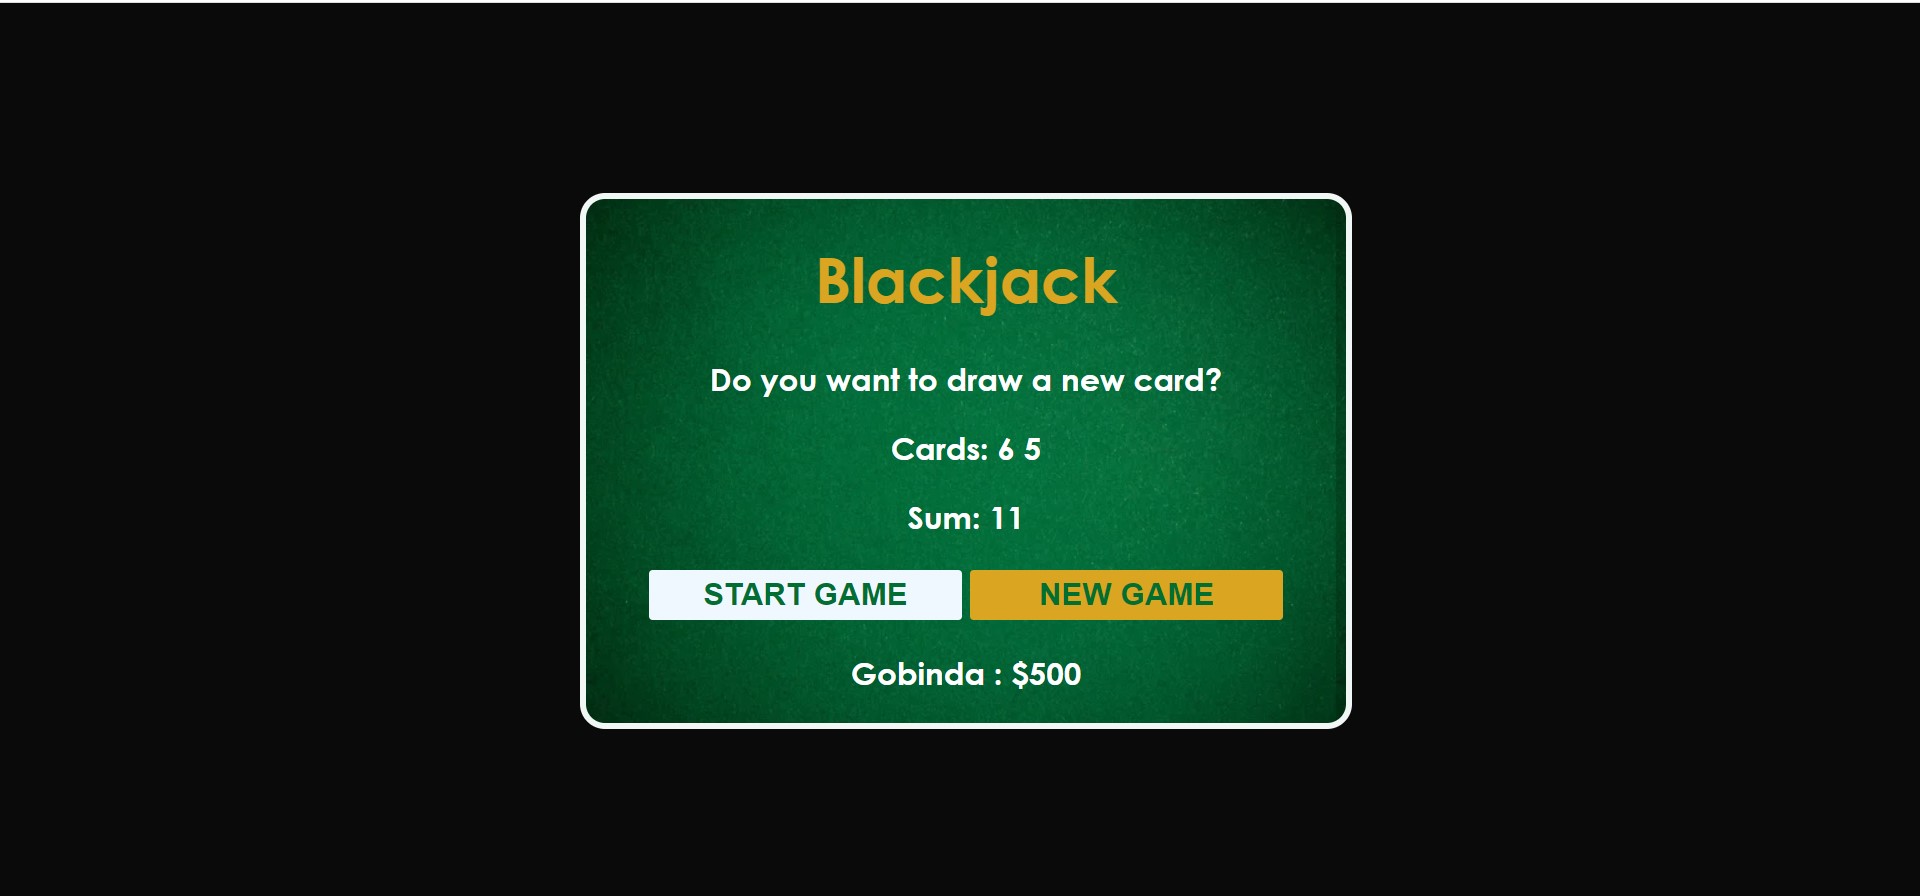 Blackjack
Do you want to draw a new card?
Cards: 6 5
Sum: 11
START GAME
NEW GAME
Gobinda : $500